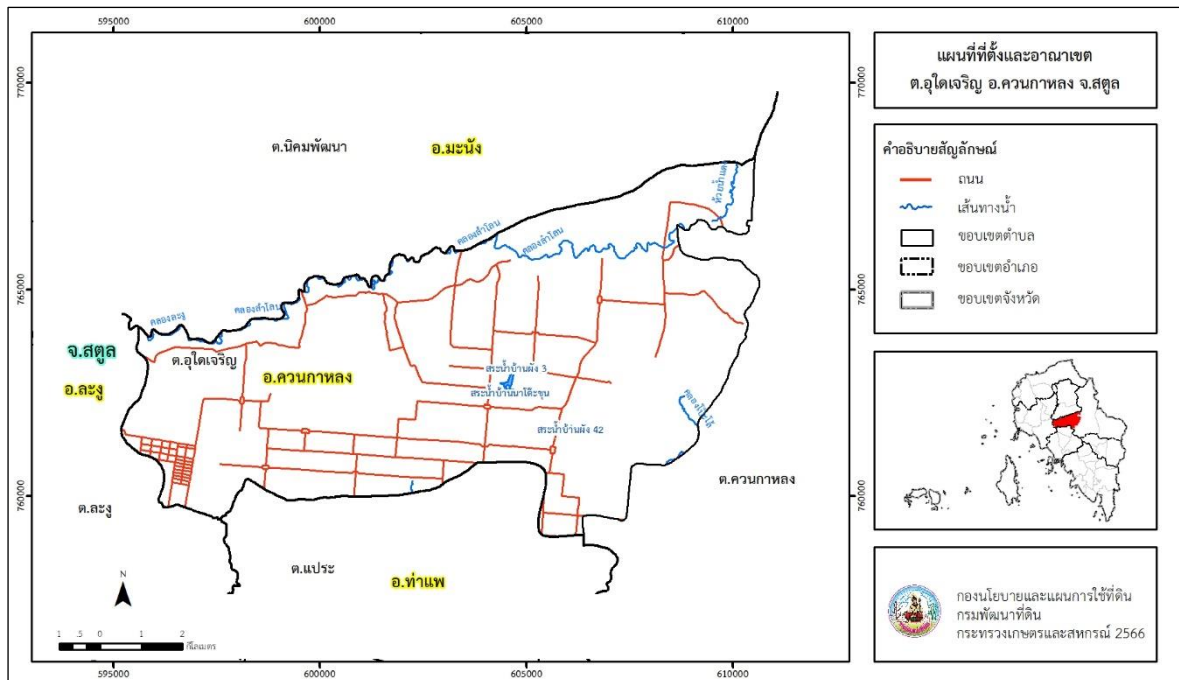 595000
600000
605000
610000
770000
770000
765000
765000
760000
760000
595000
600000
605000
610000
ต.นิคมพัฒนา
อ.มะนัง
คลองลำโลน
คลองลำโลน
คลองละงู
คลองลำโลน
จ.สตูล
ต.อุใดเจริญ
อ.ละงู
อ.ควนกาหลง
สระน้ำบ้านผัง 3
สระน้ำบ้านนาโต๊ะขุน
สระน้ำบ้านผัง 42
ต.ควนกาหลง
ต.ละงู
ต.แประ
อ.ท่าแพ
N
1 .5 0 1 2
กิโลเมตร
แผนที่ที่ตั้งและอาณาเขต
ต.อุใดเจริญ อ.ควนกาหลง จ.สตูล
คำอธิบายสัญลักษณ์
ถนน
เส้นทางน้ำ
ขอบเขตตำบล
ขอบเขตอำเภอ
ขอบเขตจังหวัด
กองนโยบายและแผนการใช้ที่ดิน
กรมพัฒนาที่ดิน
กระทรวงเกษตรและสหกรณ์ 2566